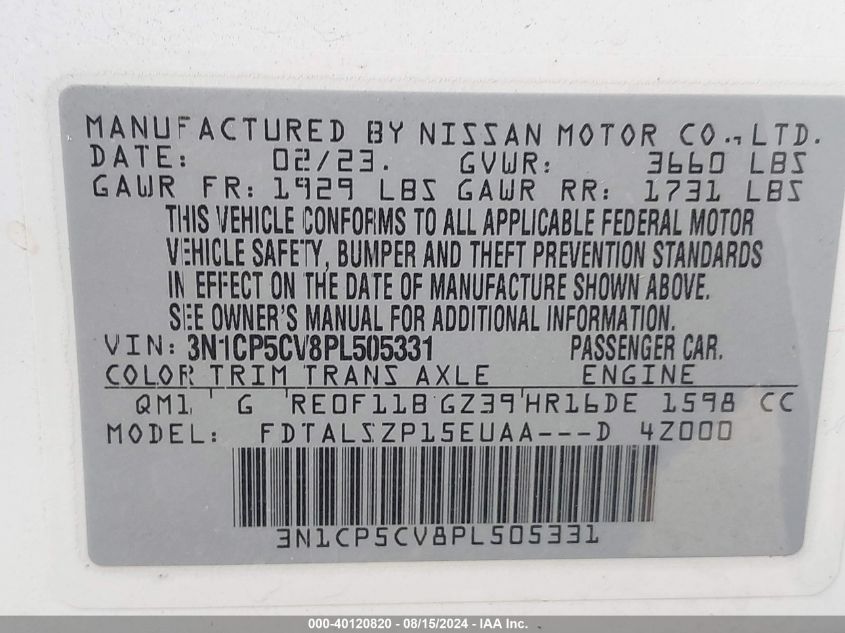 MANUFACTURED BY NISSAN MOTOR CO., LTD.
DATE: 02/23. GVWR: 3660 LBS
GAWR FR: 1929 LBS GAWR RR: 1731 LBS
THIS VEHICLE CONFORMS TO ALL APPLICABLE FEDERAL MOTOR
VEHICLE SAFETY, BUMPER AND THEFT PREVENTION STANDARDS
IN EFFECT ON THE DATE OF MANUFACTURE SHOWN ABOVE.
SEE OWNER'S MANUAL FOR ADDITIONAL INFORMATION.
VIN: 3N1CP5CV8PL505331 PASSENGER CAR.
COLOR TRIM TRANS AXLE ENGINE
QM1 G RE0F11B GZ39 HR16DE 1598 CC
MODEL: FDTALSZP15EUAA---D 4Z000
3N1CP5CV8PL505331
000-40120820 - 08/15/2024 - IAA Inc.